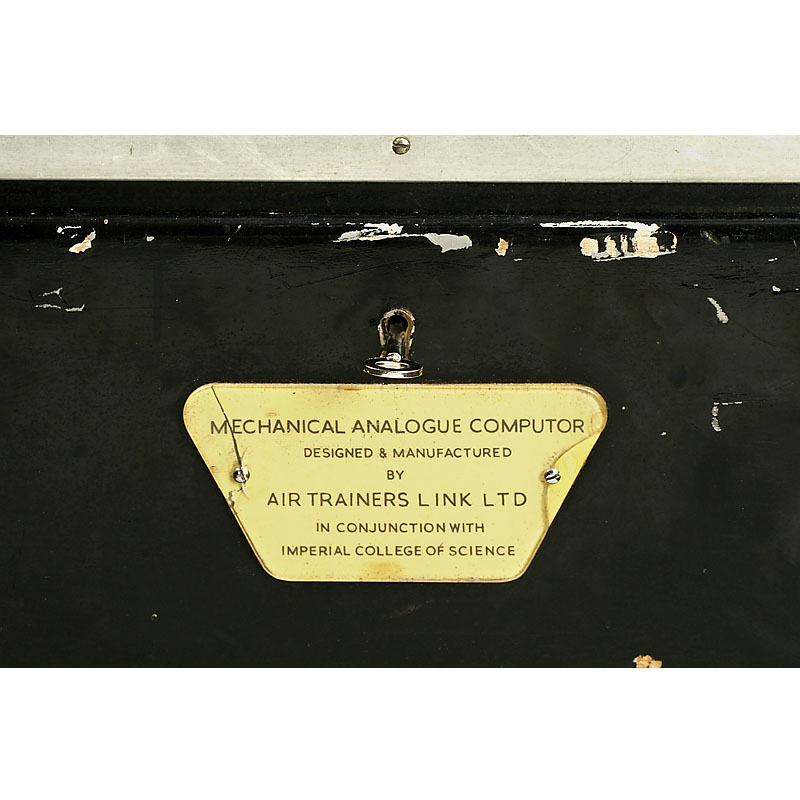 MECHANICAL ANALOGUE COMPUTOR
DESIGNED & MANUFACTURED
BY
AIR TRAINERS LINK LTD
IN CONJUNCTION WITH
IMPERIAL COLLEGE OF SCIENCE